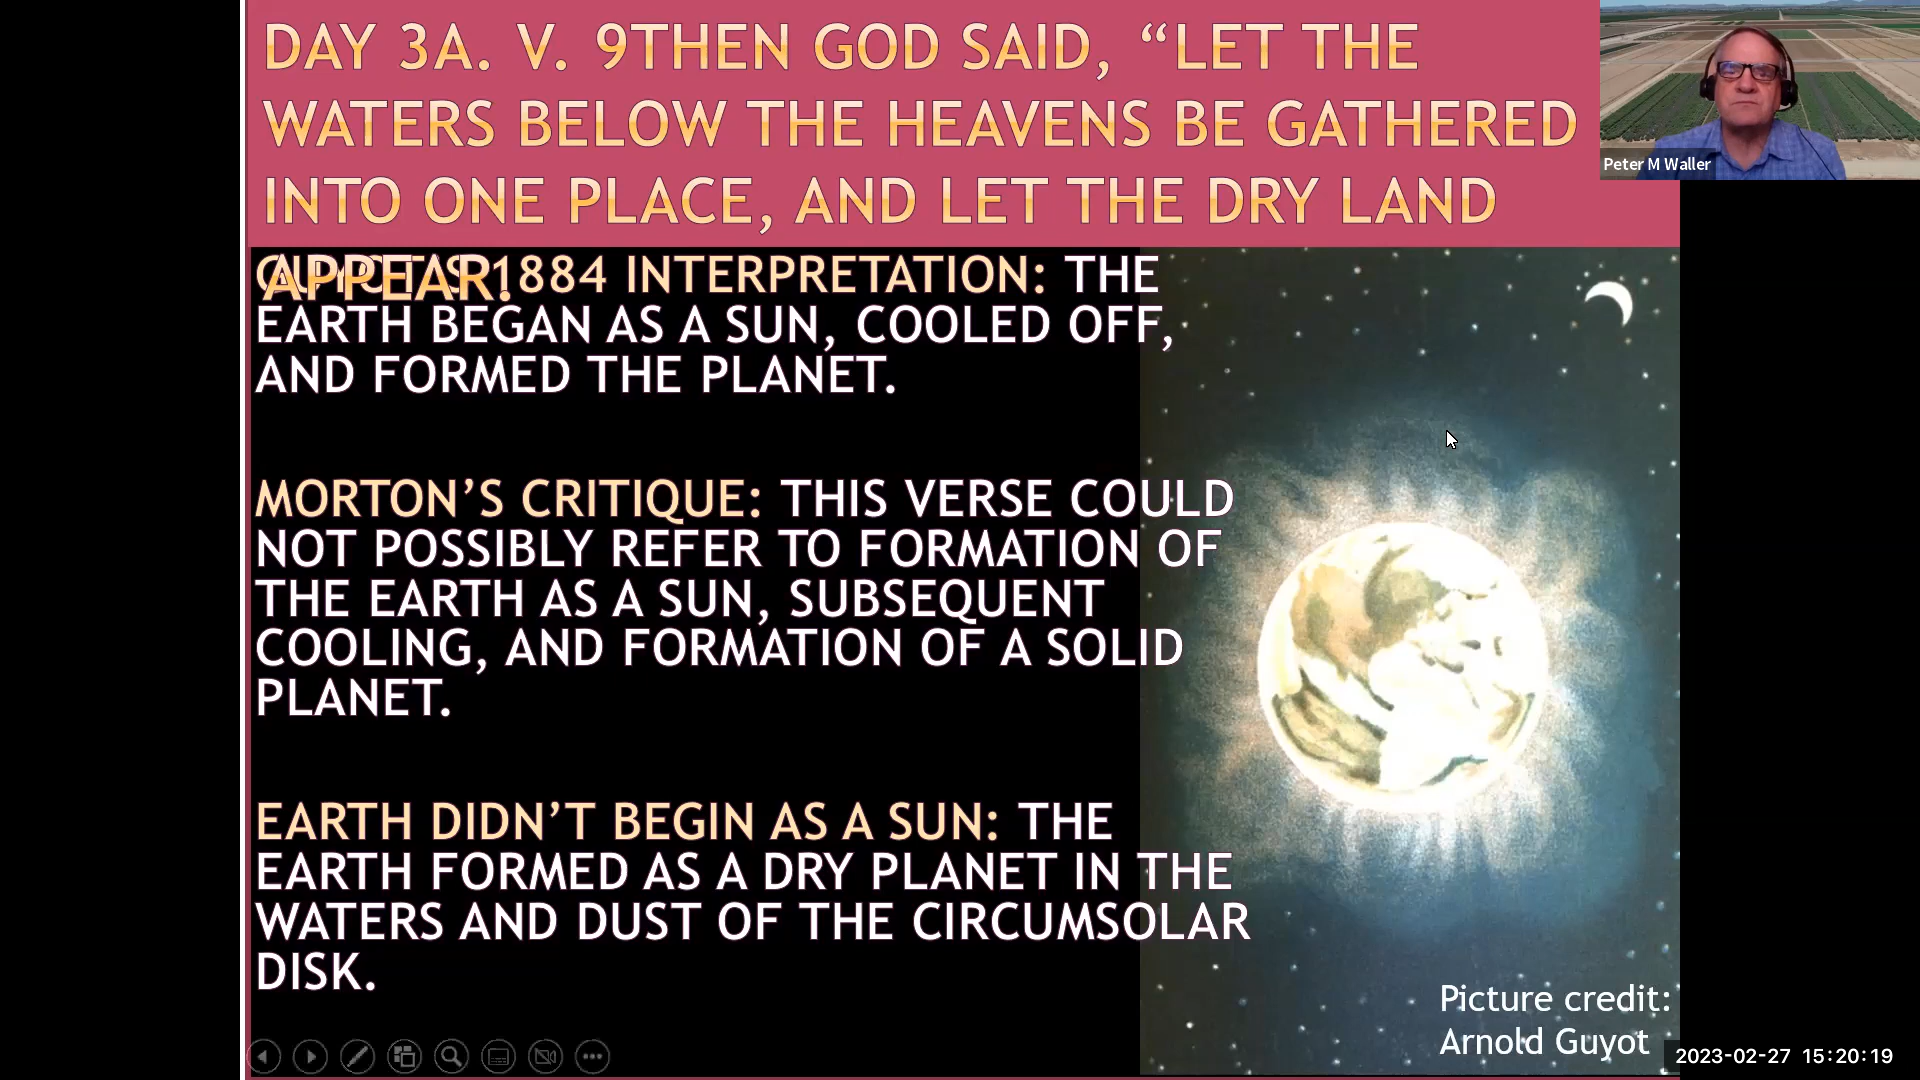 DAY 3A. V. 9THEN GOD SAID, “LET THE
WATERS BELOW THE HEAVENS BE GATHERED
INTO ONE PLACE, AND LET THE DRY LAND
APPEAR.
1884 INTERPRETATION: THE
EARTH BEGAN AS A SUN, COOLED OFF,
AND FORMED THE PLANET.
MORTON’S CRITIQUE: THIS VERSE COULD
NOT POSSIBLY REFER TO FORMATION OF
THE EARTH AS A SUN, SUBSEQUENT
COOLING, AND FORMATION OF A SOLID
PLANET.
EARTH DIDN’T BEGIN AS A SUN: THE
EARTH FORMED AS A DRY PLANET IN THE
WATERS AND DUST OF THE CIRCUMSOLAR
DISK.
Picture credit:
Arnold Guyot
Peter M Waller
2023-02-27 15:20:19